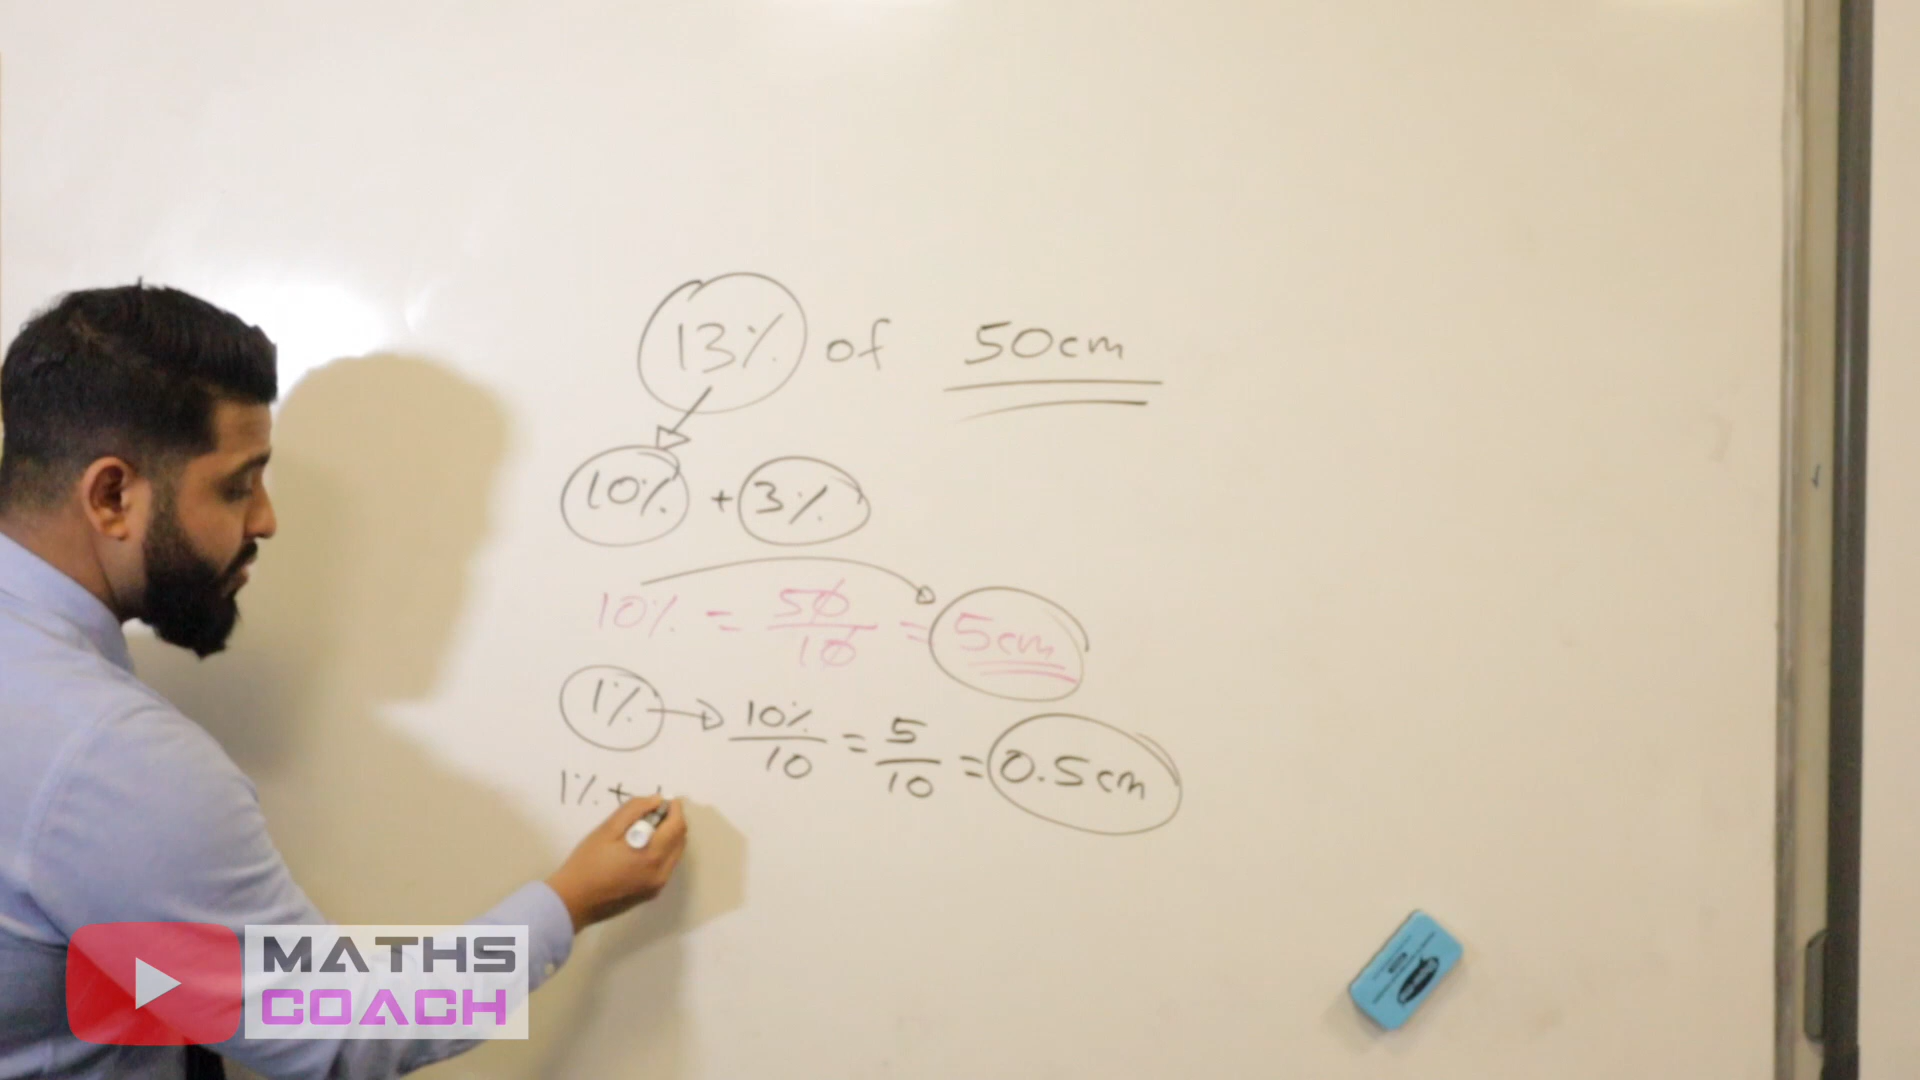 13% of 50cm
10% + 3%
10% = 50/10 = 5cm
1% → 10%/10 = 5/10 = 0.5cm
1% +
MATHS
COACH